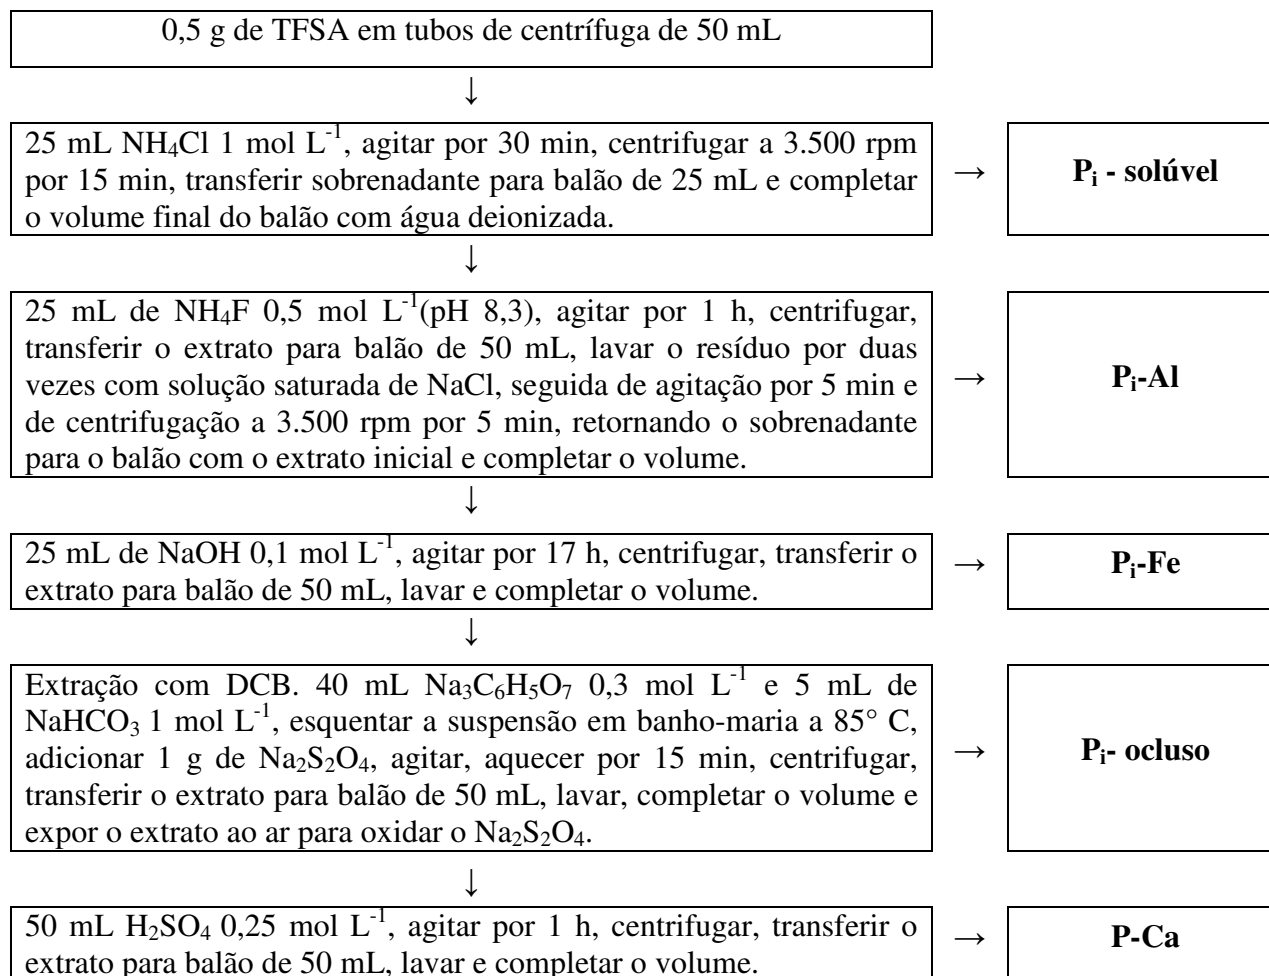 0,5 g de TFSA em tubos de centrífuga de 50 mL
↓
25 mL NH₄Cl 1 mol L⁻¹, agitar por 30 min, centrifugar a 3.500 rpm
por 15 min, transferir sobrenadante para balão de 25 mL e completar
o volume final do balão com água deionizada.
→
Pᵢ - solúvel
↓
25 mL de NH₄F 0,5 mol L⁻¹(pH 8,3), agitar por 1 h, centrifugar,
transferir o extrato para balão de 50 mL, lavar o resíduo por duas
vezes com solução saturada de NaCl, seguida de agitação por 5 min e
de centrifugação a 3.500 rpm por 5 min, retornando o sobrenadante
para o balão com o extrato inicial e completar o volume.
→
Pᵢ-Al
↓
25 mL de NaOH 0,1 mol L⁻¹, agitar por 17 h, centrifugar, transferir o
extrato para balão de 50 mL, lavar e completar o volume.
→
Pᵢ-Fe
↓
Extração com DCB. 40 mL Na₃C₆H₅O₇ 0,3 mol L⁻¹ e 5 mL de
NaHCO₃ 1 mol L⁻¹, esquentar a suspensão em banho-maria a 85° C,
adicionar 1 g de Na₂S₂O₄, agitar, aquecer por 15 min, centrifugar,
transferir o extrato para balão de 50 mL, lavar, completar o volume e
expor o extrato ao ar para oxidar o Na₂S₂O₄.
→
Pᵢ- ocluso
↓
50 mL H₂SO₄ 0,25 mol L⁻¹, agitar por 1 h, centrifugar, transferir o
extrato para balão de 50 mL, lavar e completar o volume.
→
P-Ca